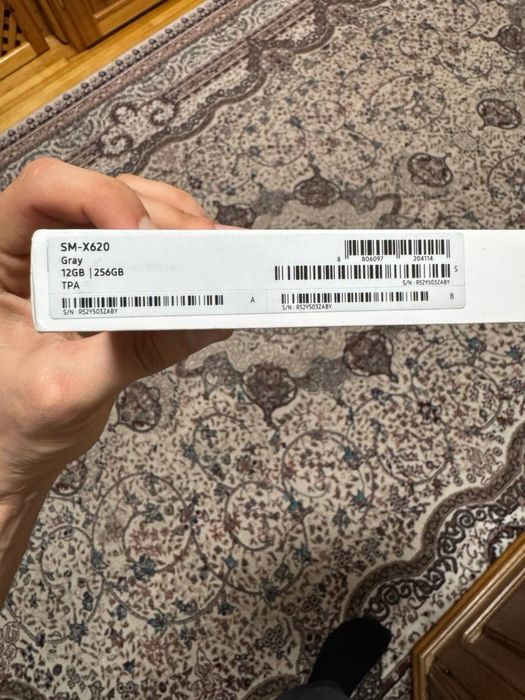 SM-X620
Gray
12GB | 256GB
TPA
8 806097 204114
S
S/N : R52Y503ZABY
A
S/N : R52Y503ZABY
B
S/N : R52Y503ZABY